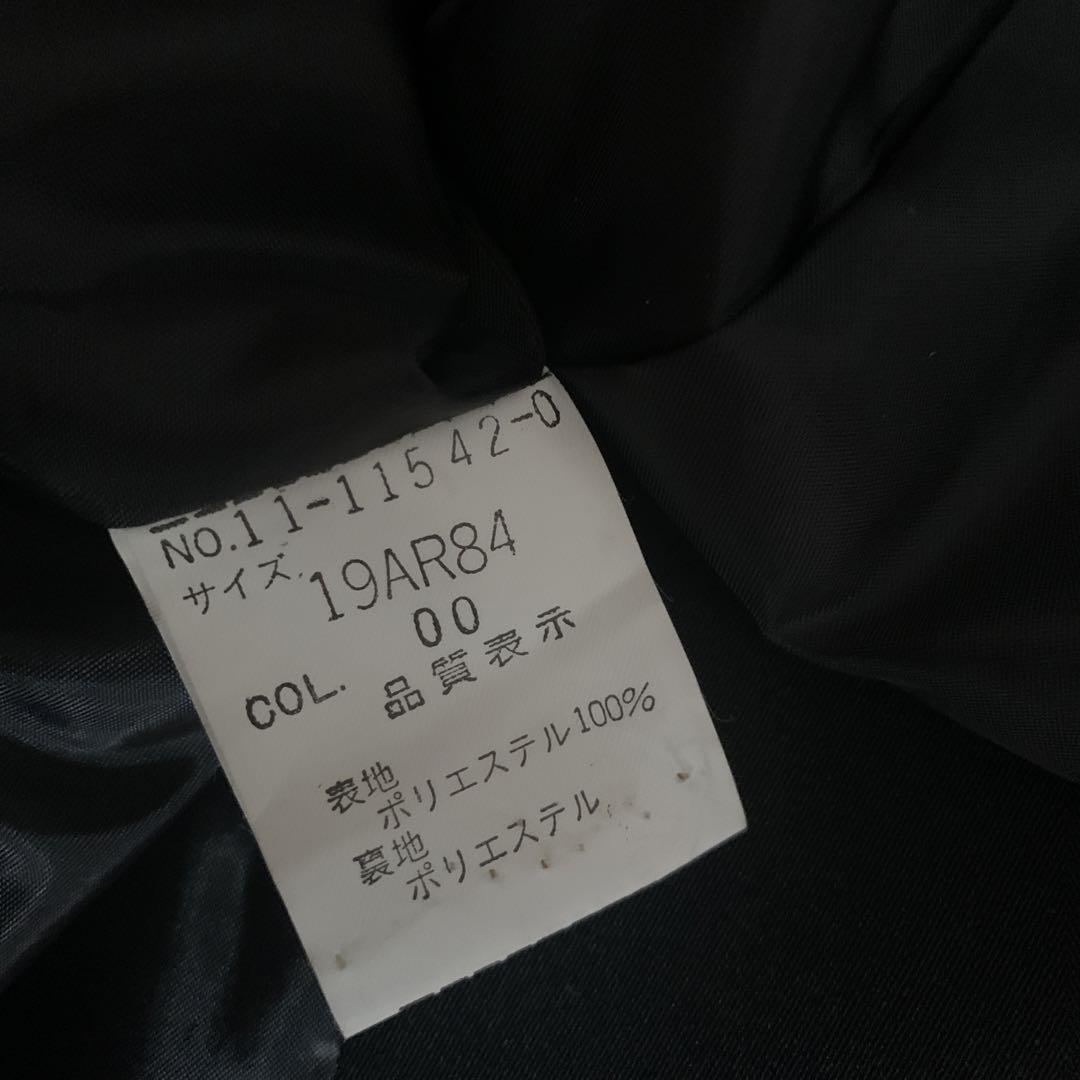 NO.11-11542-0
サイズ 19AR84
COL. 00
品質表示
表地
ポリエステル100%
裏地
ポリエステル